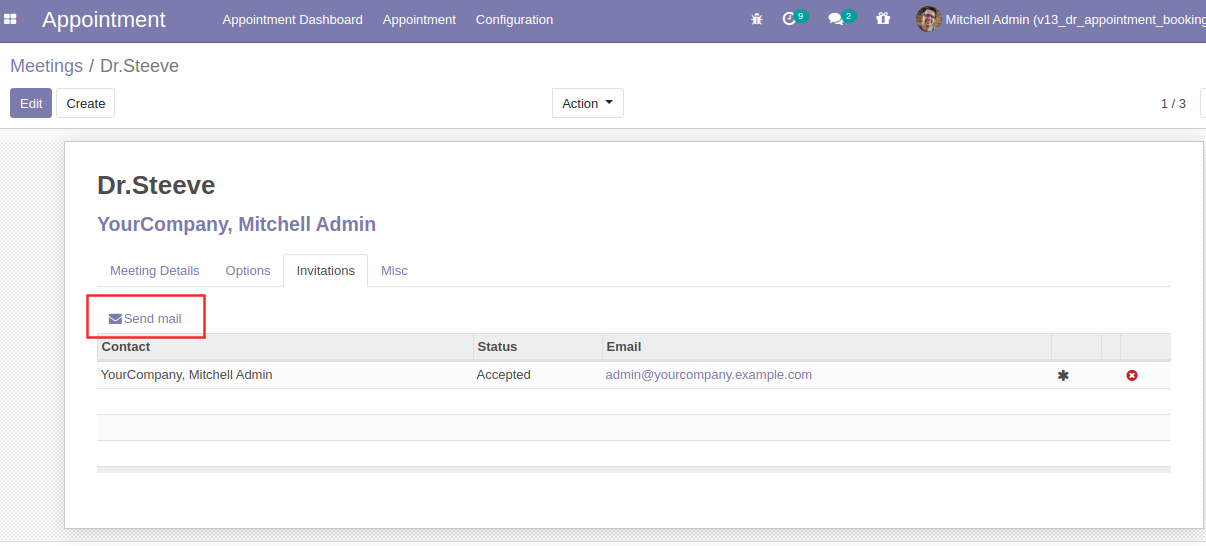 Appointment Appointment Dashboard Appointment Configuration 9 2 Mitchell Admin (v13_dr_appointment_booking
Meetings / Dr.Steeve
Edit Create Action 1 / 3
Dr.Steeve
YourCompany, Mitchell Admin
Meeting Details Options Invitations Misc
Send mail
Contact Status Email
YourCompany, Mitchell Admin Accepted admin@yourcompany.example.com